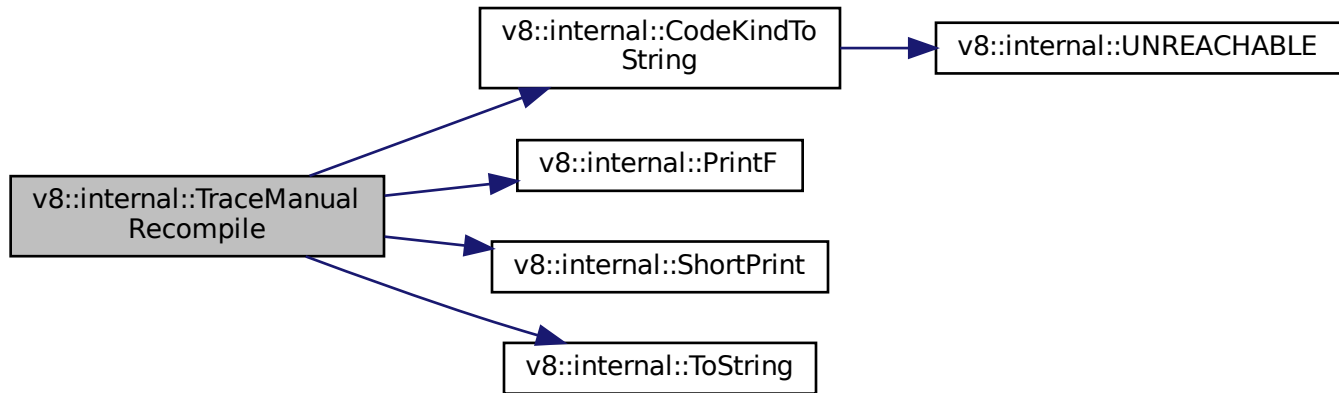 v8::internal::CodeKindTo
String
v8::internal::UNREACHABLE
v8::internal::PrintF
v8::internal::TraceManual
Recompile
v8::internal::ShortPrint
v8::internal::ToString